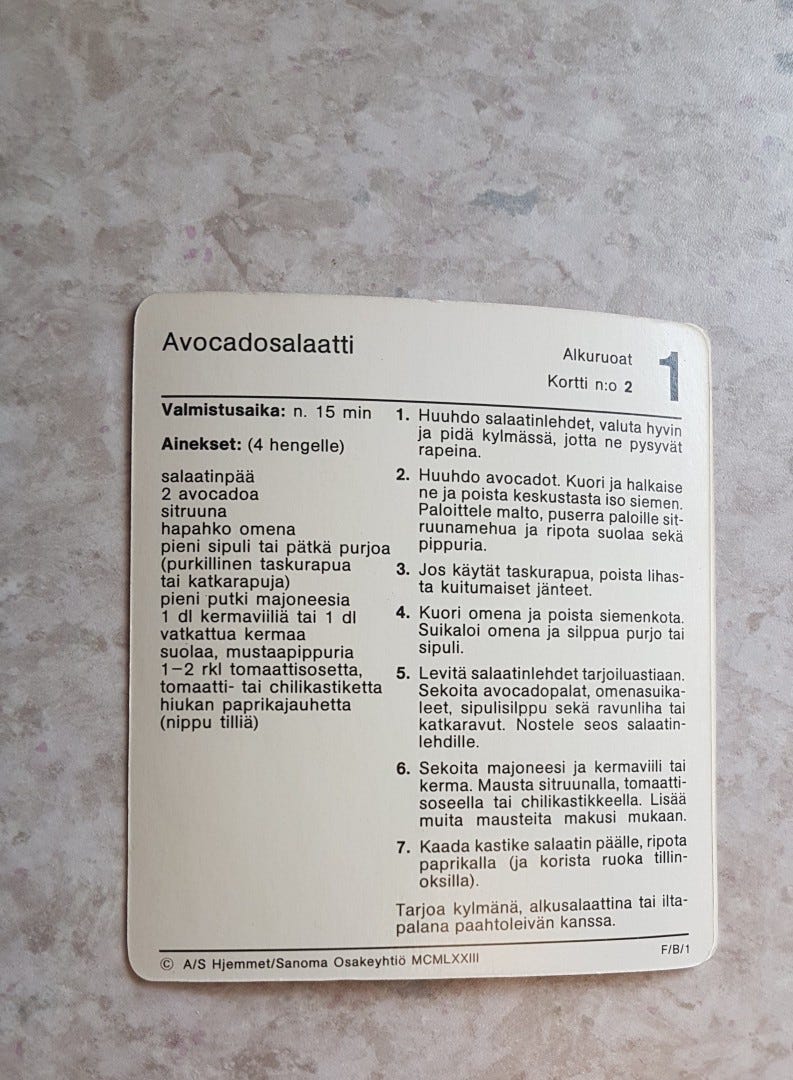 Avocadosalaatti
Alkuruoat
Kortti n:o 2
1
Valmistusaika: n. 15 min
Ainekset: (4 hengelle)
salaatinpää
2 avocadoa
sitruuna
hapahko omena
pieni sipuli tai pätkä purjoa
(purkillinen taskurapua
tai katkarapuja)
pieni putki majoneesia
1 dl kermaviiliä tai 1 dl
vatkattua kermaa
suolaa, mustaapippuria
1–2 rkl tomaattisosetta,
tomaatti- tai chilikastiketta
hiukan paprikajauhetta
(nippu tilliä)
1. Huuhdo salaatinlehdet, valuta hyvin
ja pidä kylmässä, jotta ne pysyvät
rapeina.
2. Huuhdo avocadot. Kuori ja halkaise
ne ja poista keskustasta iso siemen.
Paloittele malto, puserra paloille sit-
ruunamehua ja ripota suolaa sekä
pippuria.
3. Jos käytät taskurapua, poista lihas-
ta kuitumaiset jänteet.
4. Kuori omena ja poista siemenkota.
Suikaloi omena ja silppua purjo tai
sipuli.
5. Levitä salaatinlehdet tarjoiluastiaan.
Sekoita avocadopalat, omenasuika-
leet, sipulisilppu sekä ravunliha tai
katkaravut. Nostele seos salaatin-
lehdille.
6. Sekoita majoneesi ja kermaviili tai
kerma. Mausta sitruunalla, tomaatti-
soseella tai chilikastikkeella. Lisää
muita mausteita makusi mukaan.
7. Kaada kastike salaatin päälle, ripota
paprikalla (ja korista ruoka tillin-
oksilla).
Tarjoa kylmänä, alkusalaattina tai ilta-
palana paahtoleivän kanssa.
© A/S Hjemmet/Sanoma Osakeyhtiö MCMLXXIII
F/B/1